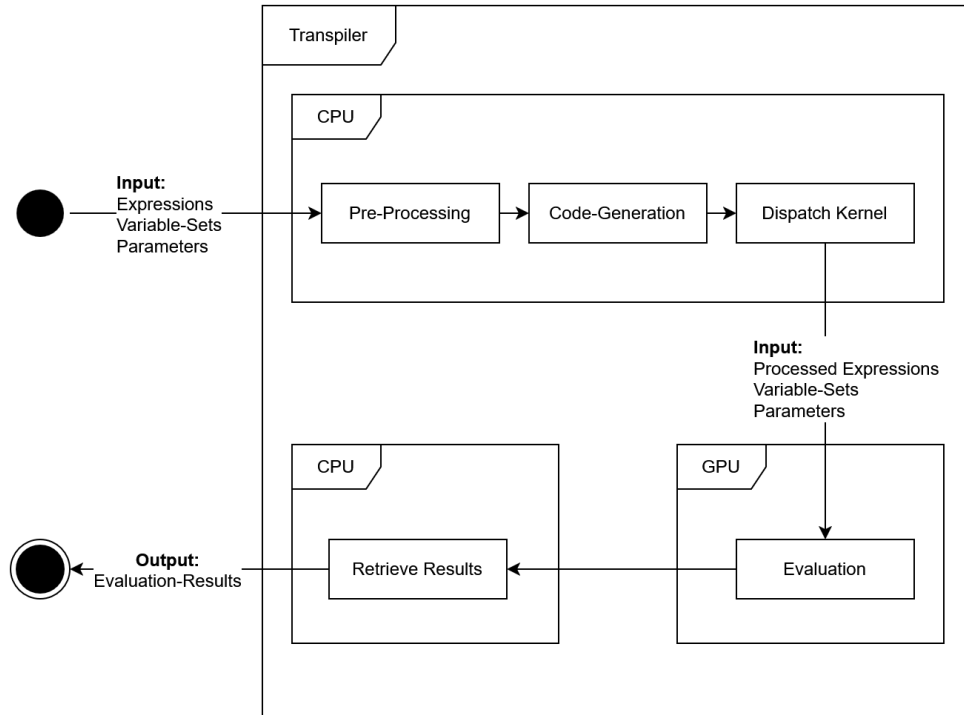 Transpiler
CPU
Input:
Expressions
Variable-Sets
Parameters
Pre-Processing
Code-Generation
Dispatch Kernel
Input:
Processed Expressions
Variable-Sets
Parameters
CPU
GPU
Output:
Evaluation-Results
Retrieve Results
Evaluation